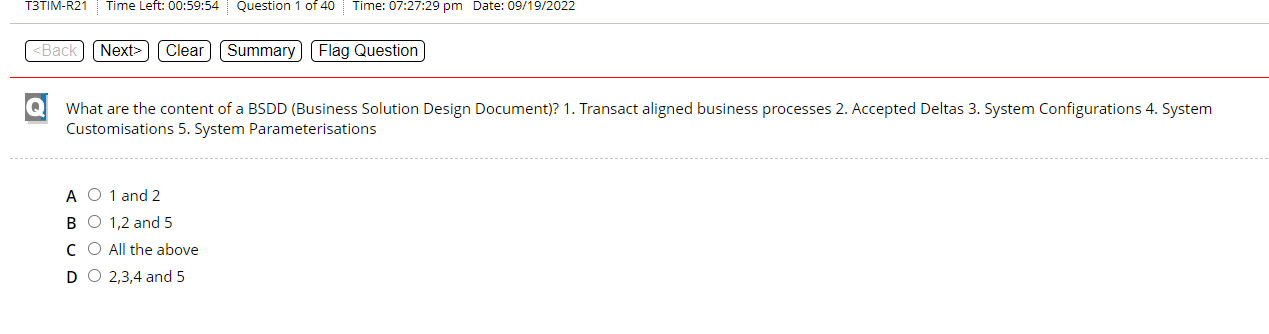 T3TIM-R21 Time Left: 00:59:54 Question 1 of 40 Time: 07:27:29 pm Date: 09/19/2022
<Back Next> Clear Summary Flag Question
Q What are the content of a BSDD (Business Solution Design Document)? 1. Transact aligned business processes 2. Accepted Deltas 3. System Configurations 4. System
Customisations 5. System Parameterisations
A 1 and 2
B 1,2 and 5
C All the above
D 2,3,4 and 5